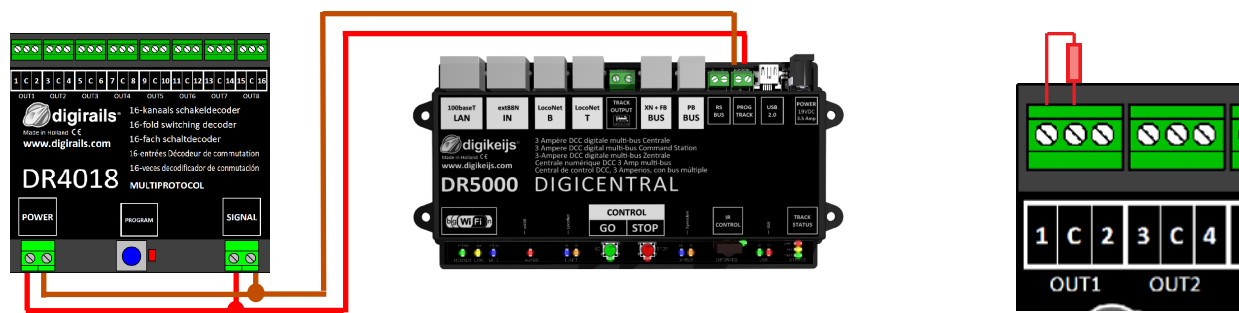 1 C 2 3 C 4 5 C 6 7 C 8 9 C 10 11 C 12 13 C 14 15 C 16
OUT1 OUT2 OUT3 OUT4 OUT5 OUT6 OUT7 OUT8
digirails
Made in Holland CE
www.digirails.com
DR4018
16-kanaals schakeldecoder
16-fold switching decoder
16-fach schaltdecoder
16-entrées Décodeur de commutation
16-veces decodificador de conmutación
MULTIPROTOCOL
POWER
PROGRAM
SIGNAL
100baseT
LAN
ext88N
IN
LocoNet
B
LocoNet
T
TRACK
OUTPUT
XN + FB
BUS
PB
BUS
RS
BUS
PROG
TRACK
USB
2.0
POWER
19VDC
3.5 Amp
digikeijs
Made in Holland CE
www.digikeijs.com
3 Ampère DCC digitale multi-bus Centrale
3 Ampere DCC digital multi-bus Command Station
3-Ampere DCC digitale multi-bus Zentrale
Centrale numérique DCC 3 Amp multi-bus
Central de control DCC, 3 Amperios, con bus múltiple
DR5000 DIGICENTRAL
WiFi
CONTROL
GO STOP
IR
CONTROL
TRACK
STATUS
1 C 2 3 C 4
OUT1 OUT2